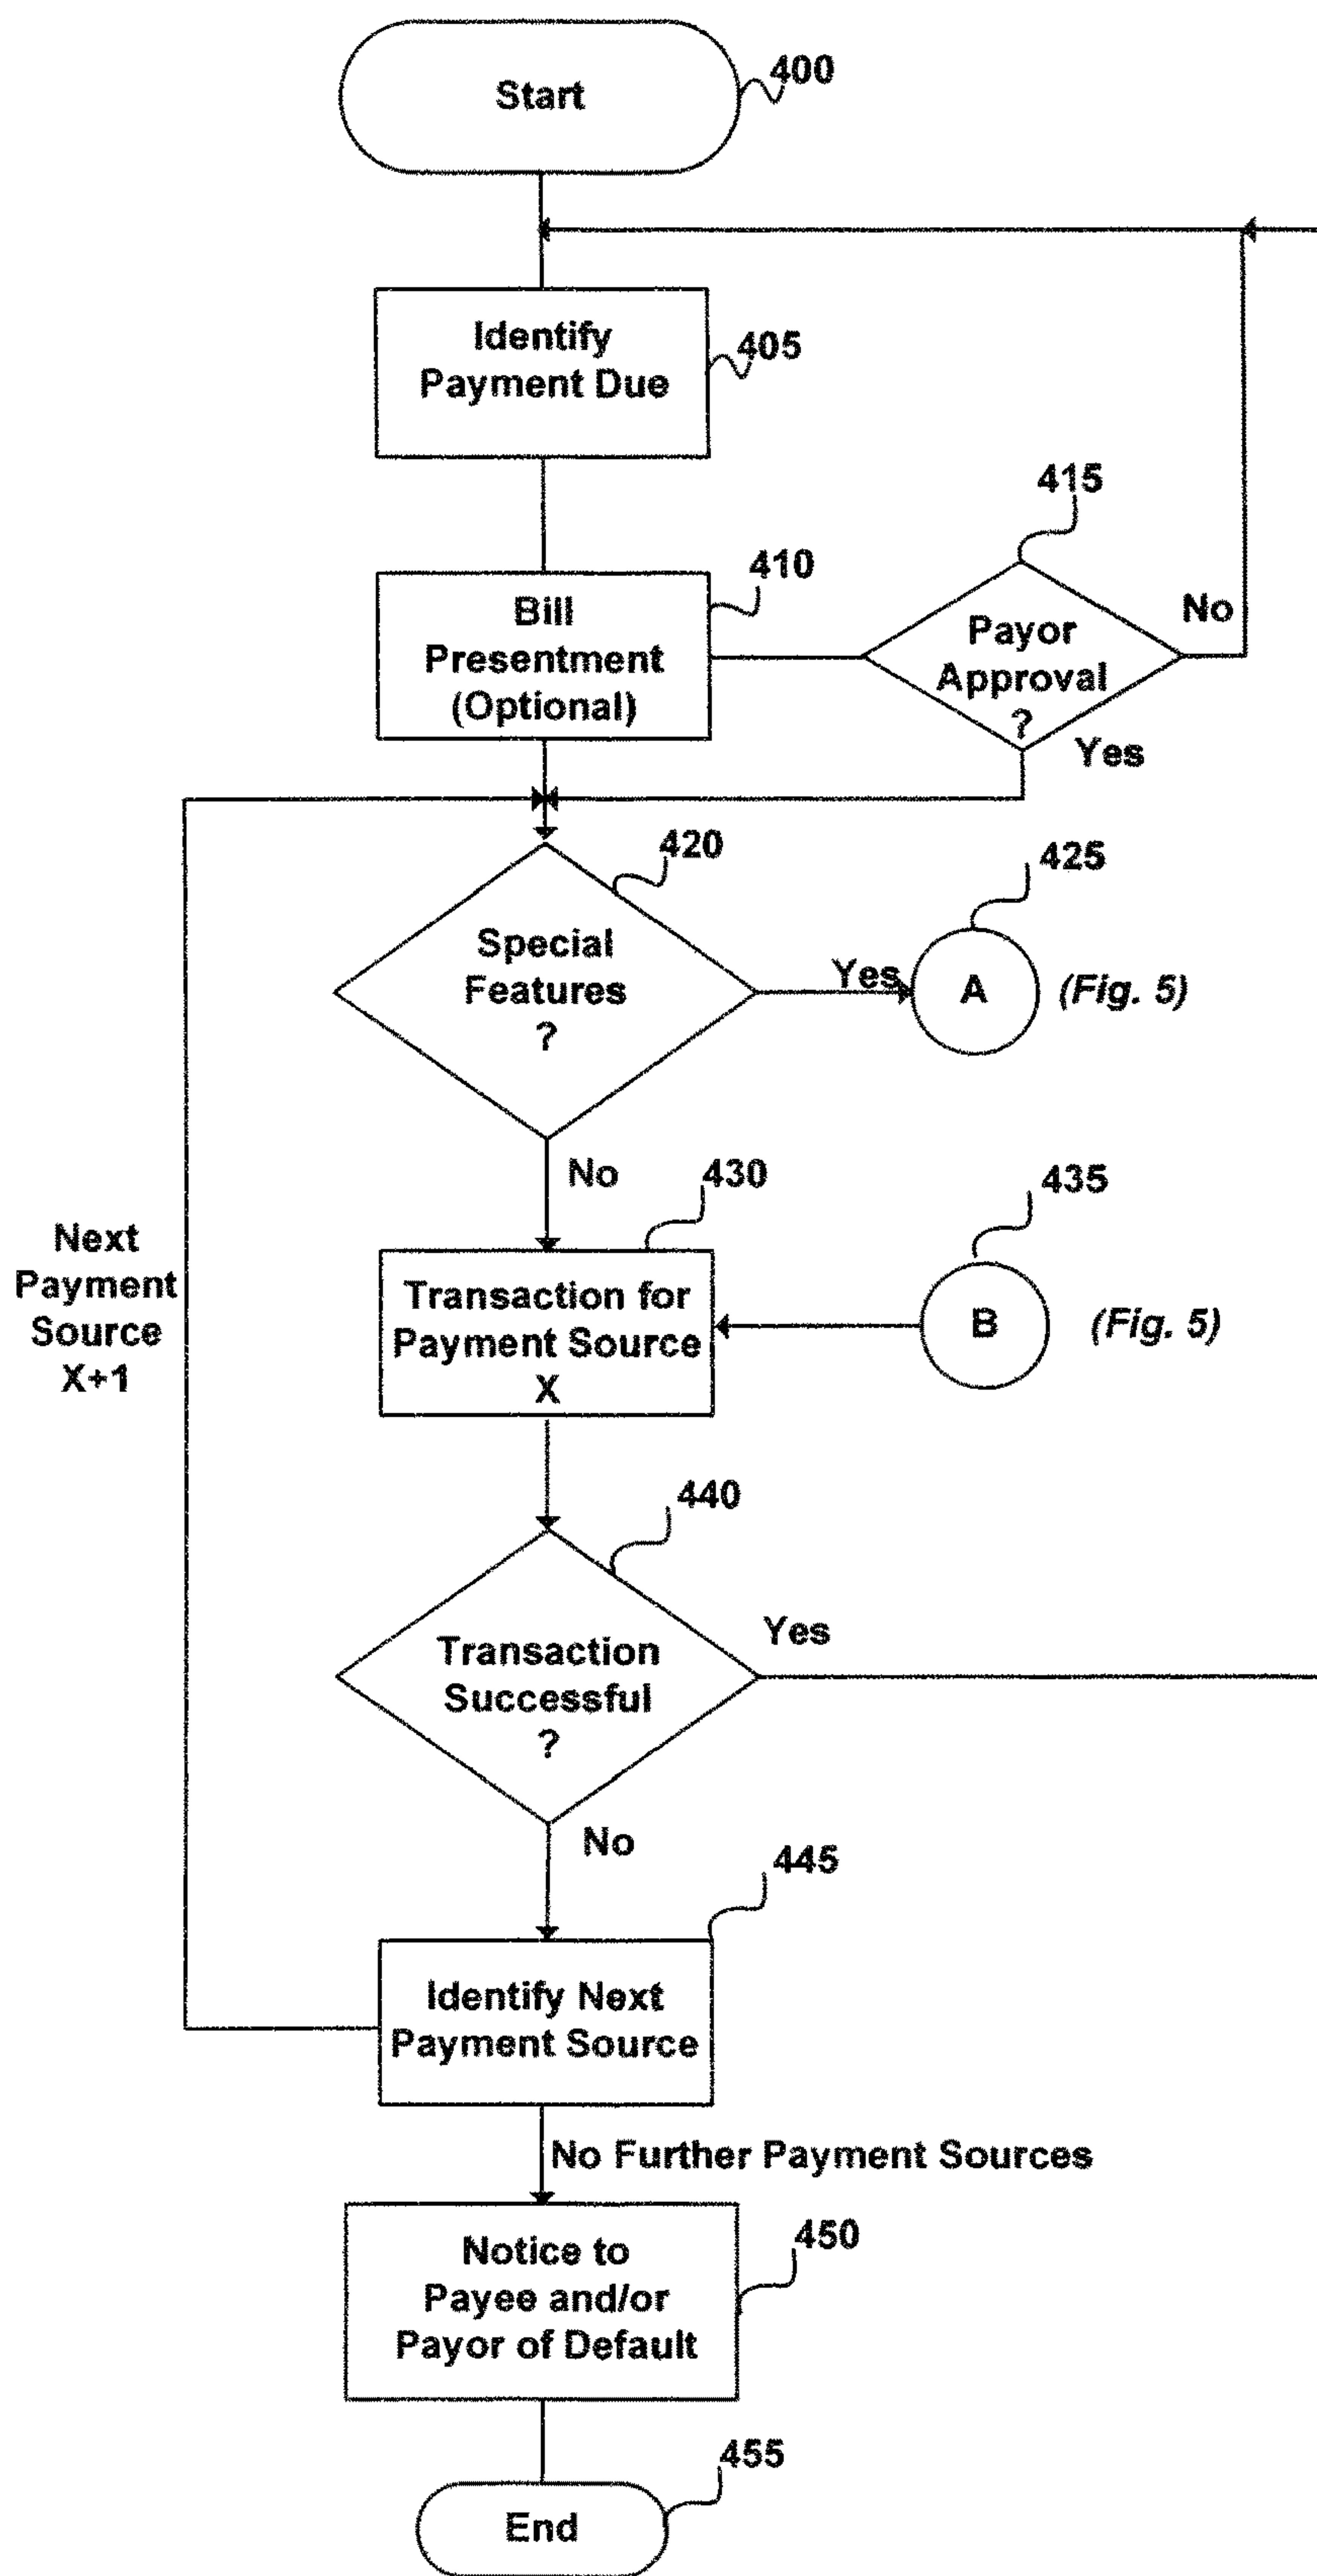 Start
400
Identify
Payment Due
405
415
410
Bill
Presentment
(Optional)
Payor
Approval
?
No
Yes
420
425
Special
Features
?
Yes
A
(Fig. 5)
No
430
435
Next
Payment
Source
X+1
Transaction for
Payment Source
X
B
(Fig. 5)
440
Transaction
Successful
?
Yes
No
445
Identify Next
Payment Source
No Further Payment Sources
450
Notice to
Payee and/or
Payor of Default
455
End